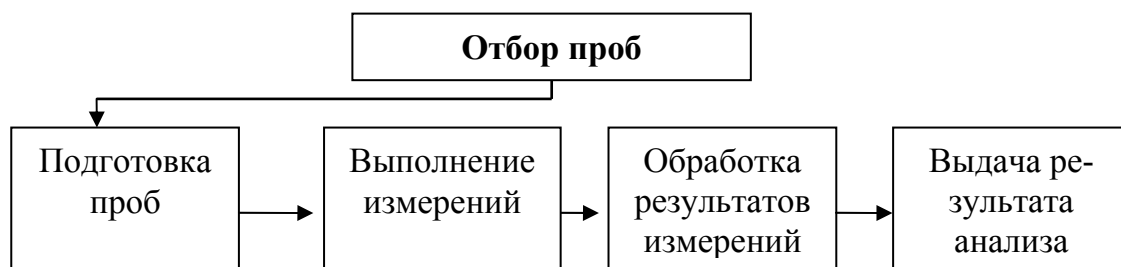 Отбор проб
Подготовка
проб
Выполнение
измерений
Обработка
результатов
измерений
Выдача ре-
зультата
анализа